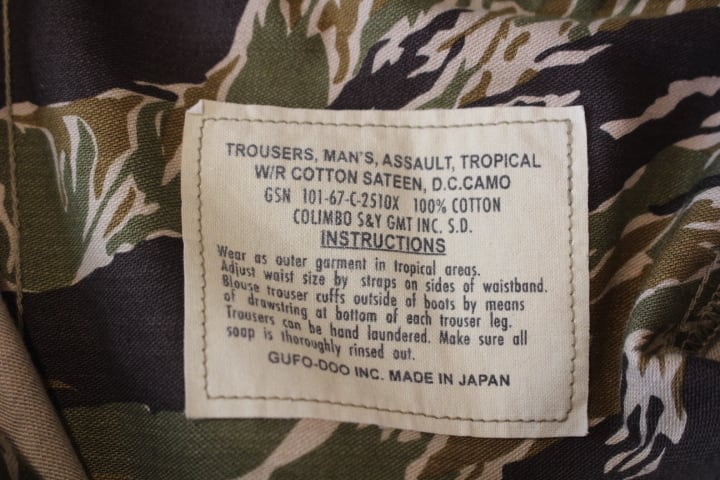 TROUSERS, MAN'S, ASSAULT, TROPICAL
W/R COTTON SATEEN, D.C.CAMO
GSN 101-67-C-2510X 100% COTTON
COLIMBO S&Y GMT INC. S.D.
INSTRUCTIONS
Wear as outer garment in tropical areas.
Adjust waist size by straps on sides of waistband.
Blouse trouser cuffs outside of boots by means
of drawstring at bottom of each trouser leg.
Trousers can be hand laundered. Make sure all
soap is thoroughly rinsed out.
GUFO-DOO INC. MADE IN JAPAN